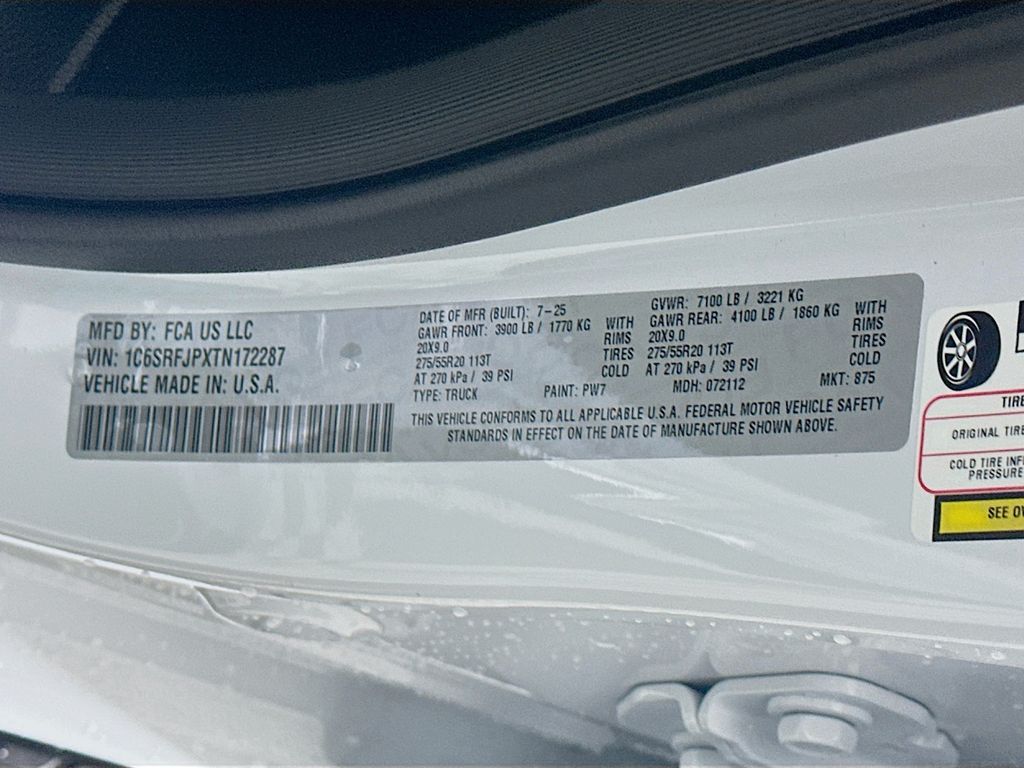 MFD BY: FCA US LLC
VIN: 1C6SRFJPXTN172287
VEHICLE MADE IN: U.S.A.
DATE OF MFR (BUILT): 7-25
GAWR FRONT: 3900 LB / 1770 KG WITH
20X9.0 RIMS
275/55R20 113T TIRES
AT 270 kPa / 39 PSI COLD
TYPE: TRUCK PAINT: PW7
GVWR: 7100 LB / 3221 KG
GAWR REAR: 4100 LB / 1860 KG WITH
20X9.0 RIMS
275/55R20 113T TIRES
AT 270 kPa / 39 PSI COLD
MDH: 072112 MKT: 875
THIS VEHICLE CONFORMS TO ALL APPLICABLE U.S.A. FEDERAL MOTOR VEHICLE SAFETY
STANDARDS IN EFFECT ON THE DATE OF MANUFACTURE SHOWN ABOVE.
TIRE
ORIGINAL TIRE
COLD TIRE INF
PRESSURE
SEE OW